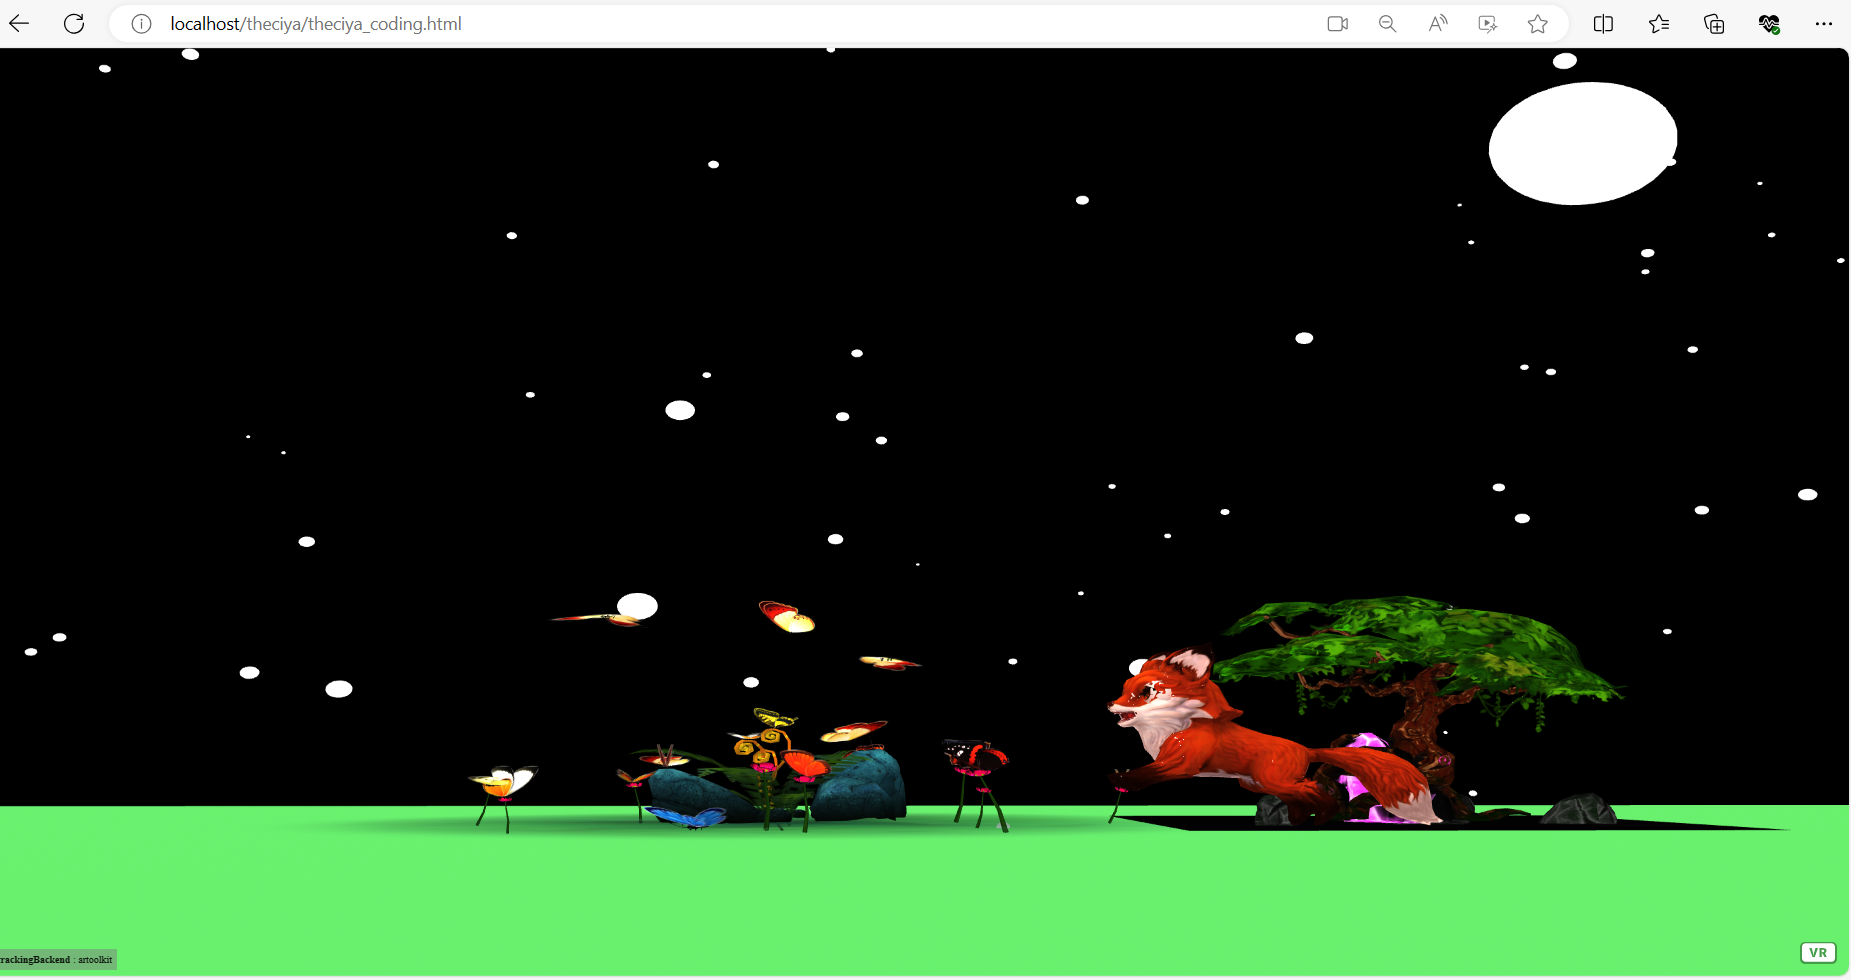 localhost/theciya/theciya_coding.html
rackingBackend : artoolkit
VR